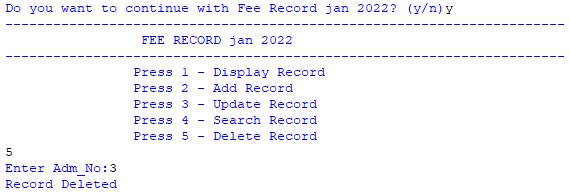 Do you want to continue with Fee Record jan 2022? (y/n)y
----------------------------------------------------------------------
FEE RECORD jan 2022
----------------------------------------------------------------------
Press 1 - Display Record
Press 2 - Add Record
Press 3 - Update Record
Press 4 - Search Record
Press 5 - Delete Record
5
Enter Adm_No:3
Record Deleted